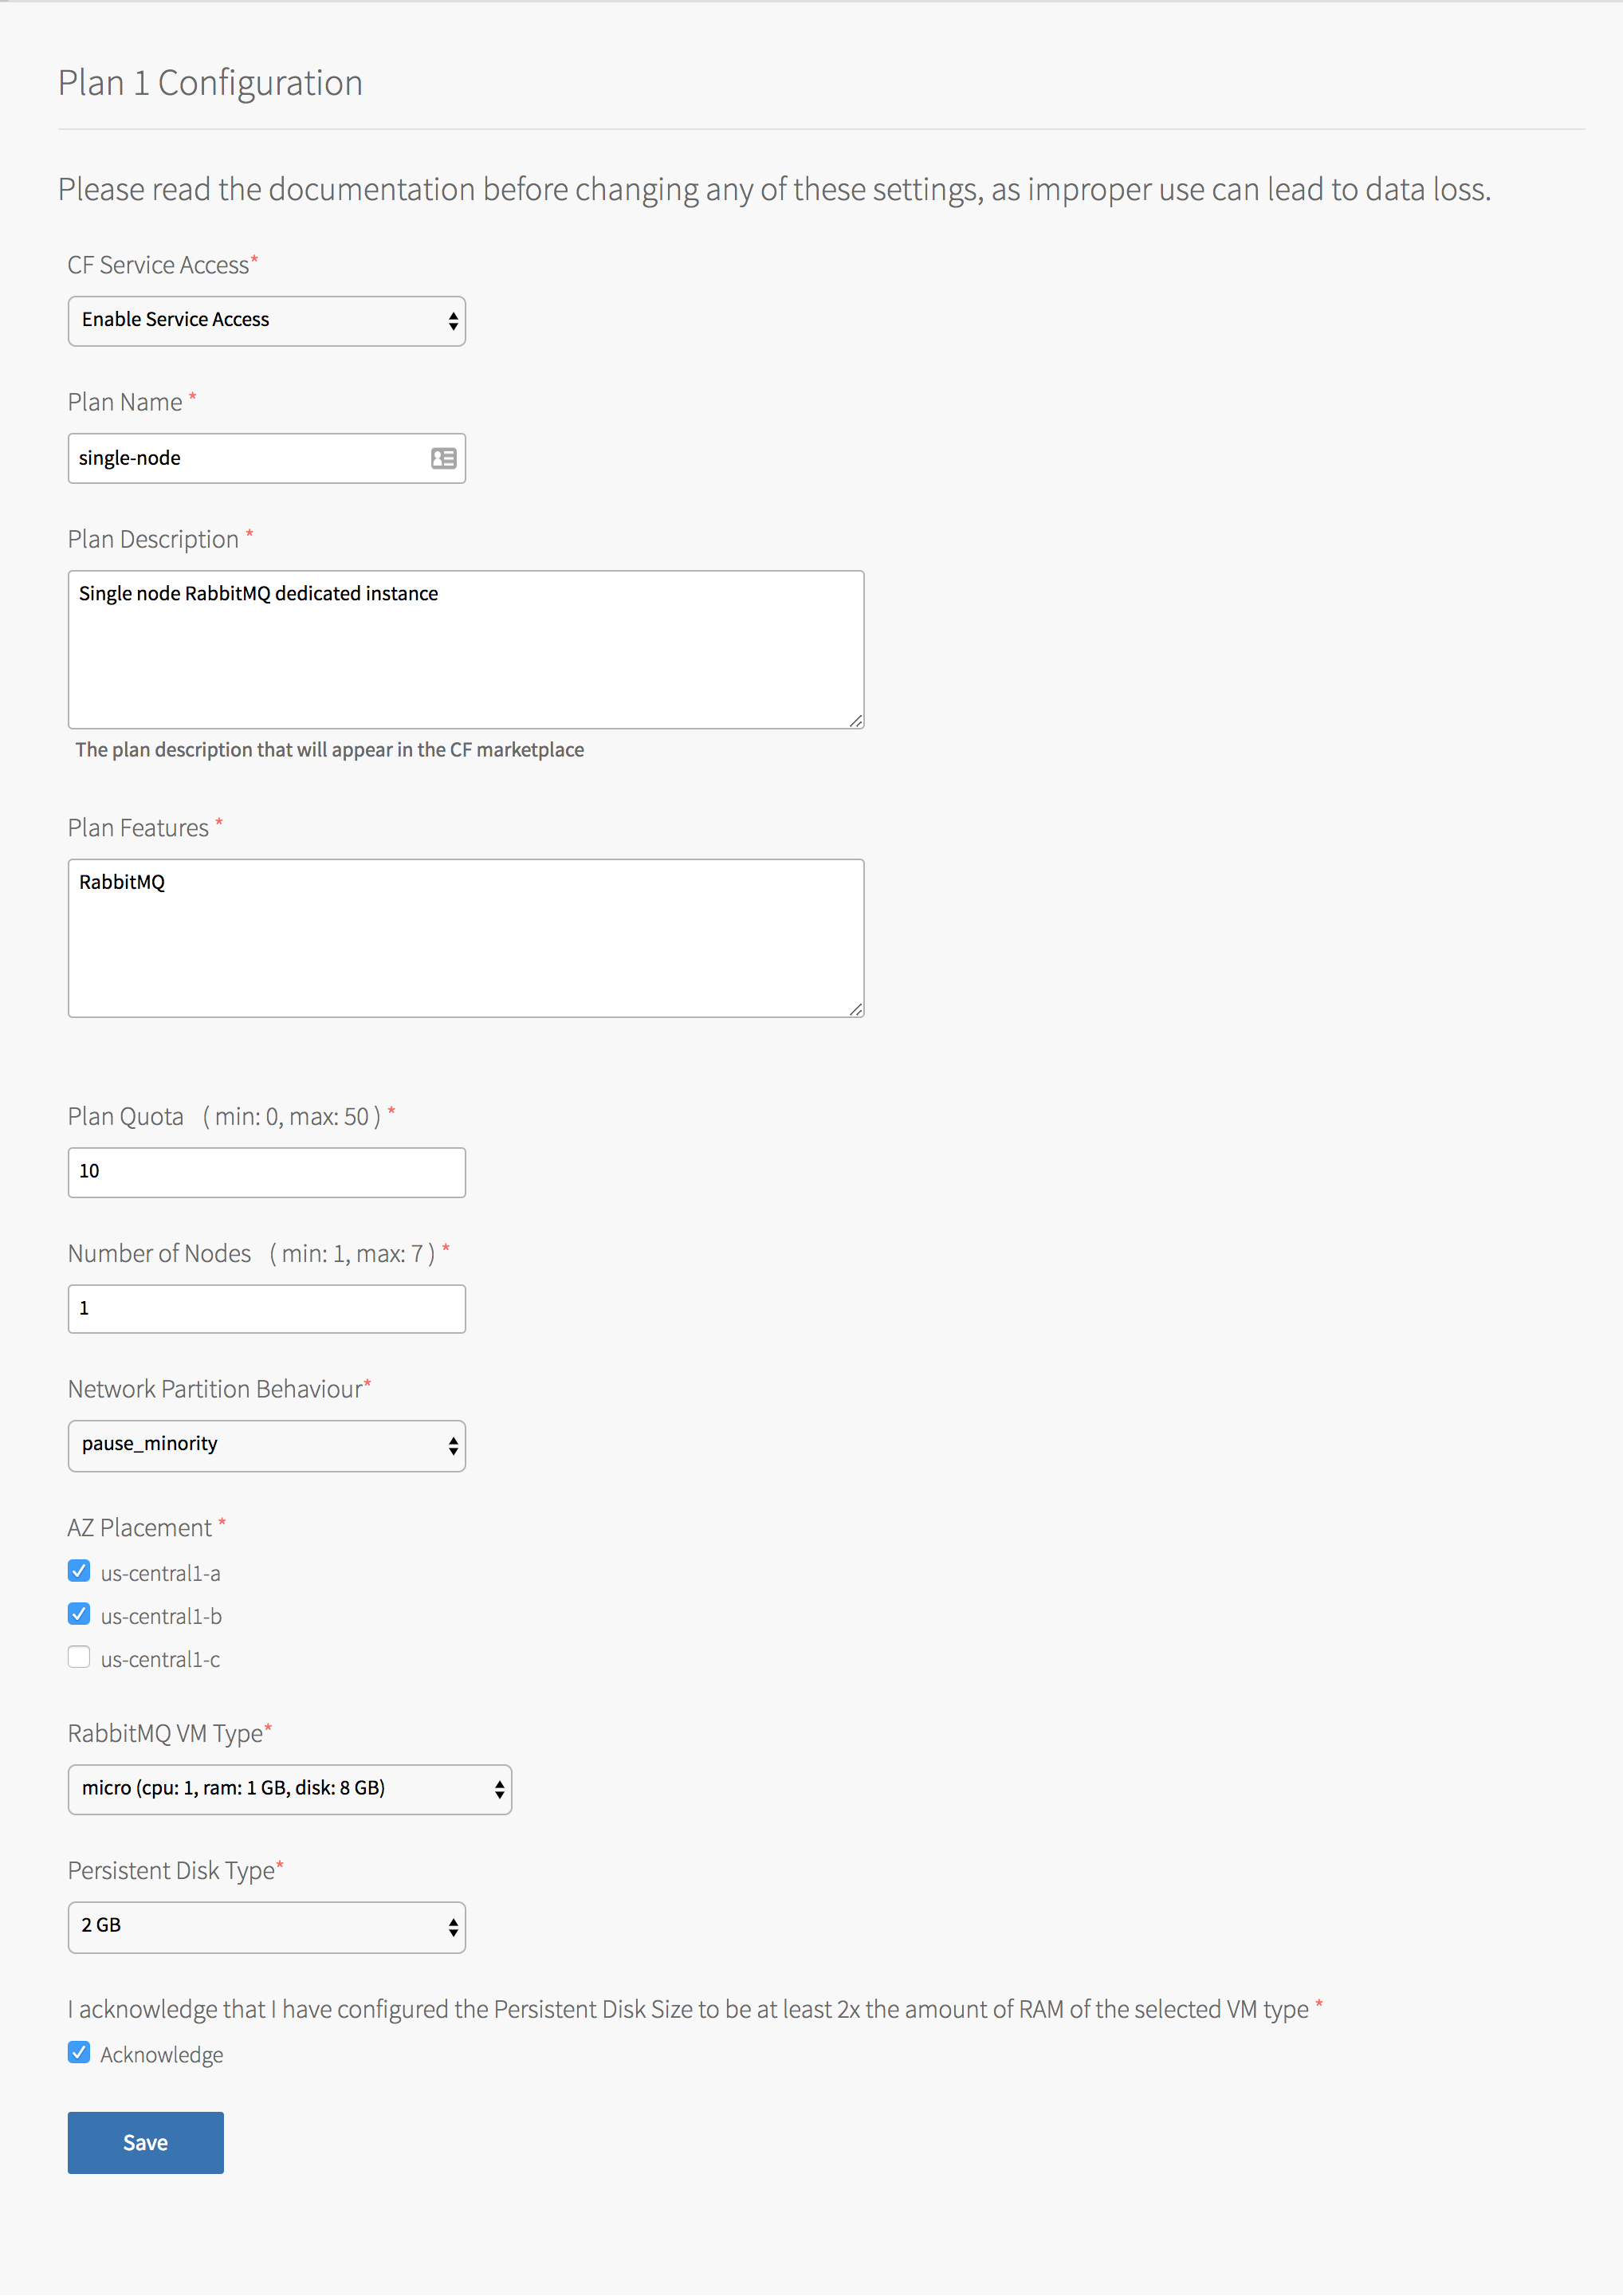 Plan 1 Configuration
Please read the documentation before changing any of these settings, as improper use can lead to data loss.
CF Service Access*
Enable Service Access
Plan Name *
single-node
Plan Description *
Single node RabbitMQ dedicated instance
The plan description that will appear in the CF marketplace
Plan Features *
RabbitMQ
Plan Quota ( min: 0, max: 50 ) *
10
Number of Nodes ( min: 1, max: 7 ) *
1
Network Partition Behaviour*
pause_minority
AZ Placement *
us-central1-a
us-central1-b
us-central1-c
RabbitMQ VM Type*
micro (cpu: 1, ram: 1 GB, disk: 8 GB)
Persistent Disk Type*
2 GB
I acknowledge that I have configured the Persistent Disk Size to be at least 2x the amount of RAM of the selected VM type *
Acknowledge
Save